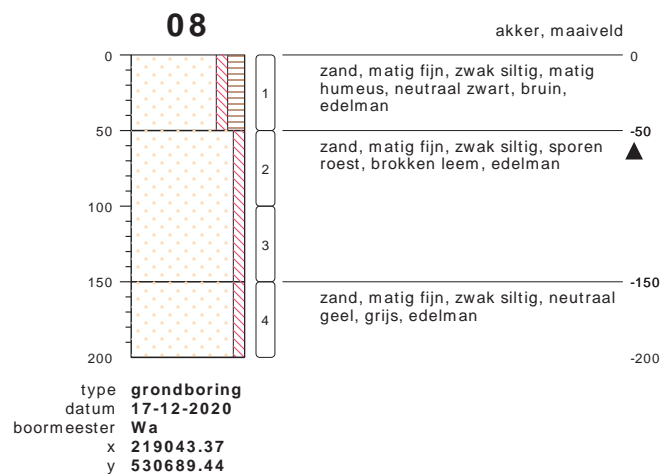 08
akker, maaiveld
0
0
zand, matig fijn, zwak siltig, matig
humeus, neutraal zwart, bruin,
edelman
1
50
-50
zand, matig fijn, zwak siltig, sporen
roest, brokken leem, edelman
2
100
3
150
-150
zand, matig fijn, zwak siltig, neutraal
geel, grijs, edelman
4
200
-200
type grondboring
datum 17-12-2020
boormeester Wa
x 219043.37
y 530689.44